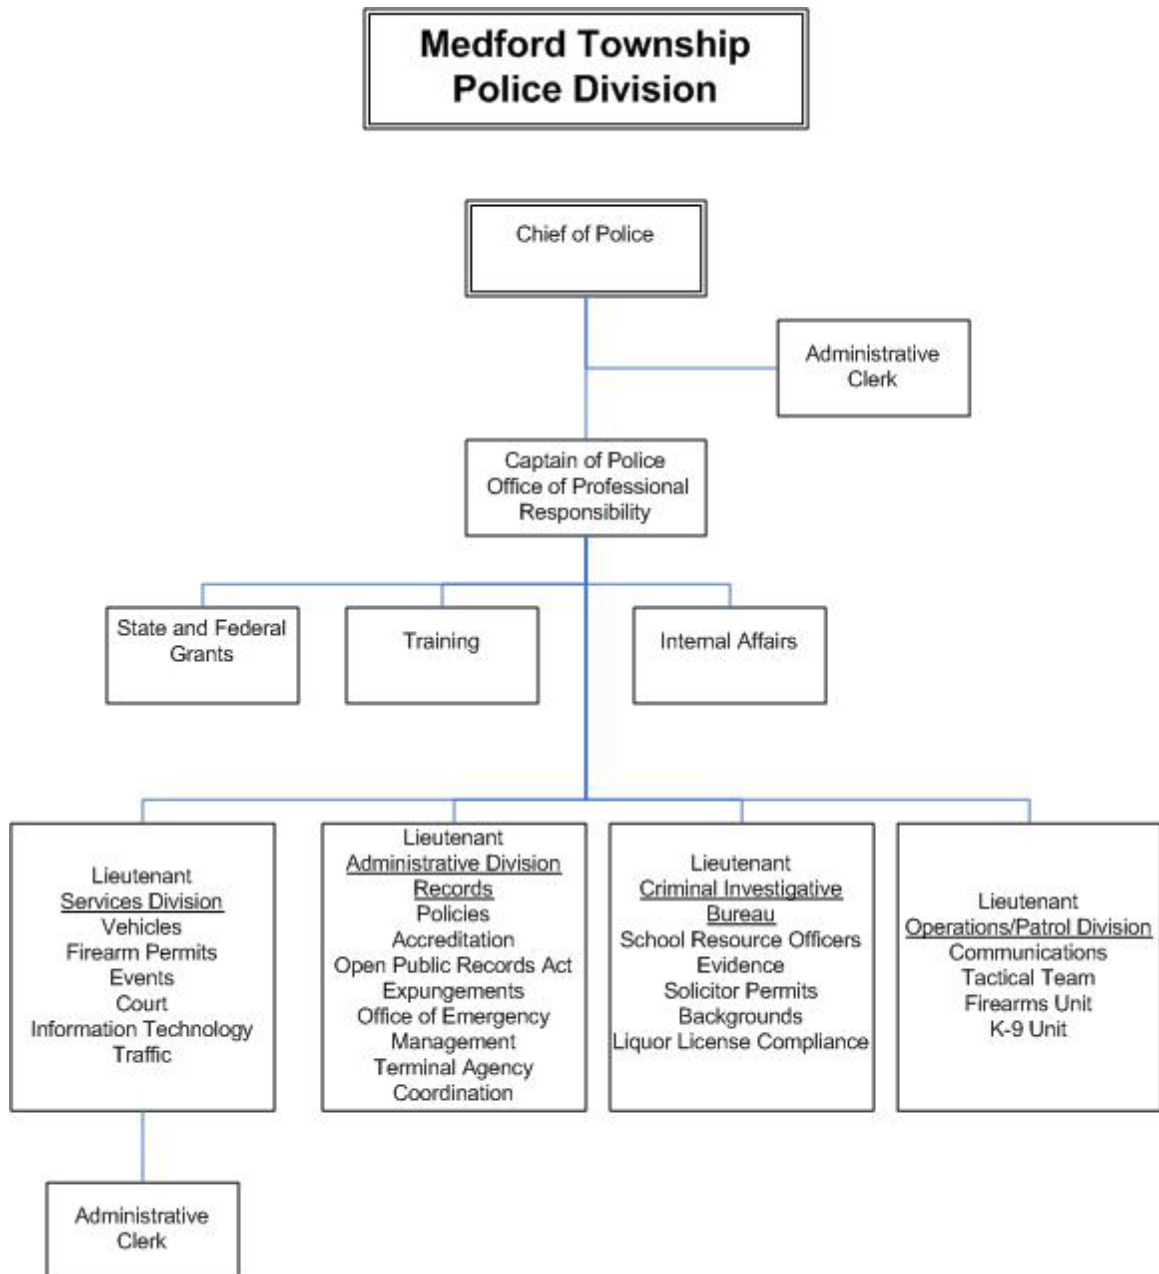 Medford Township
Police Division
Chief of Police
Administrative
Clerk
Captain of Police
Office of Professional
Responsibility
State and Federal
Grants
Training
Internal Affairs
Lieutenant
Services Division
Vehicles
Firearm Permits
Events
Court
Information Technology
Traffic
Lieutenant
Administrative Division
Records
Policies
Accreditation
Open Public Records Act
Expungements
Office of Emergency
Management
Terminal Agency
Coordination
Lieutenant
Criminal Investigative
Bureau
School Resource Officers
Evidence
Solicitor Permits
Backgrounds
Liquor License Compliance
Lieutenant
Operations/Patrol Division
Communications
Tactical Team
Firearms Unit
K-9 Unit
Administrative
Clerk